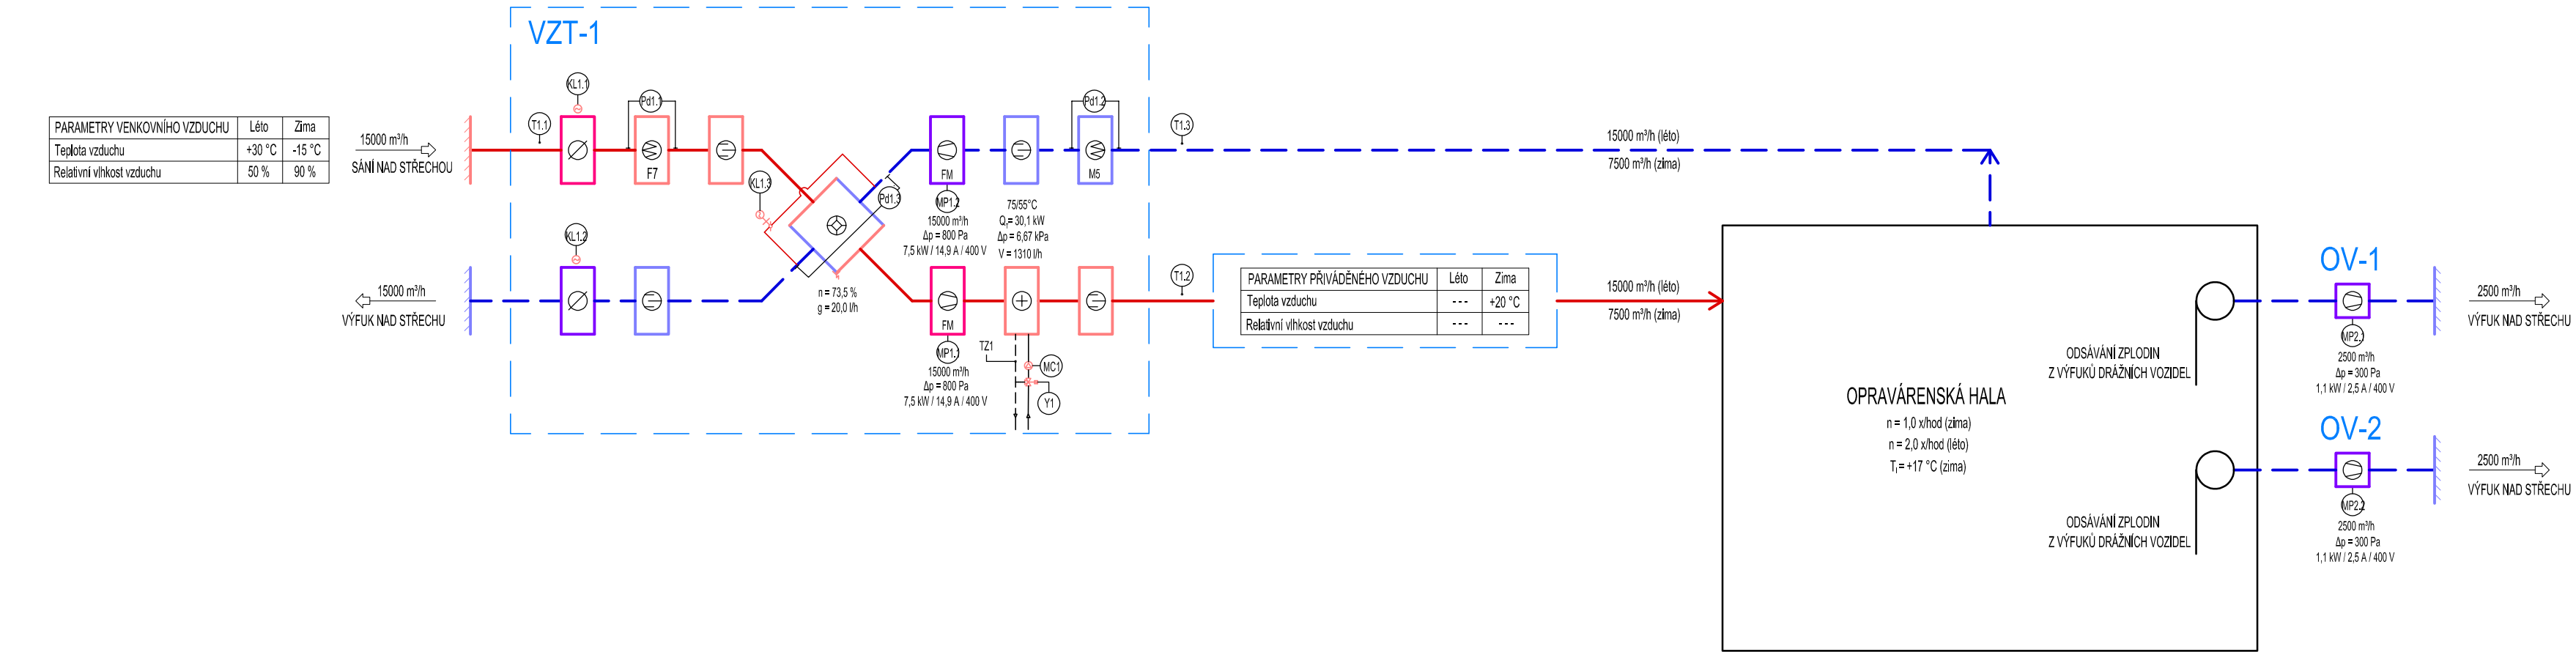 VZT-1
KL1.1
Pd1.1
Pd1.2
T1.1
T1.3
PARAMETRY VENKOVNÍHO VZDUCHU Léto Zima
Teplota vzduchu +30 °C -15 °C
Relativní vlhkost vzduchu 50 % 90 %
15000 m³/h
SÁNÍ NAD STŘECHOU
F7
FM
M5
15000 m³/h (léto)
7500 m³/h (zima)
KL1.3
Pd1.3
MP1.2
15000 m³/h
Δp = 800 Pa
7,5 kW / 14,9 A / 400 V
75/55°C
Qt= 30,1 kW
Δp = 6,67 kPa
V = 1310 l/h
KL1.2
15000 m³/h
VÝFUK NAD STŘECHU
n = 73,5 %
g = 20,0 l/h
FM
MP1.1
15000 m³/h
Δp = 800 Pa
7,5 kW / 14,9 A / 400 V
TZ1
MC1
Y1
T1.2
PARAMETRY PŘIVÁDĚNÉHO VZDUCHU Léto Zima
Teplota vzduchu --- +20 °C
Relativní vlhkost vzduchu --- ---
15000 m³/h (léto)
7500 m³/h (zima)
OPRAVÁRENSKÁ HALA
n = 1,0 x/hod (zima)
n = 2,0 x/hod (léto)
Ti= +17 °C (zima)
ODSÁVÁNÍ ZPLODIN
Z VÝFUKŮ DRÁŽNÍCH VOZIDEL
OV-1
MP2.1
2500 m³/h
Δp = 300 Pa
1,1 kW / 2,5 A / 400 V
2500 m³/h
VÝFUK NAD STŘECHU
ODSÁVÁNÍ ZPLODIN
Z VÝFUKŮ DRÁŽNÍCH VOZIDEL
OV-2
MP2.2
2500 m³/h
Δp = 300 Pa
1,1 kW / 2,5 A / 400 V
2500 m³/h
VÝFUK NAD STŘECHU